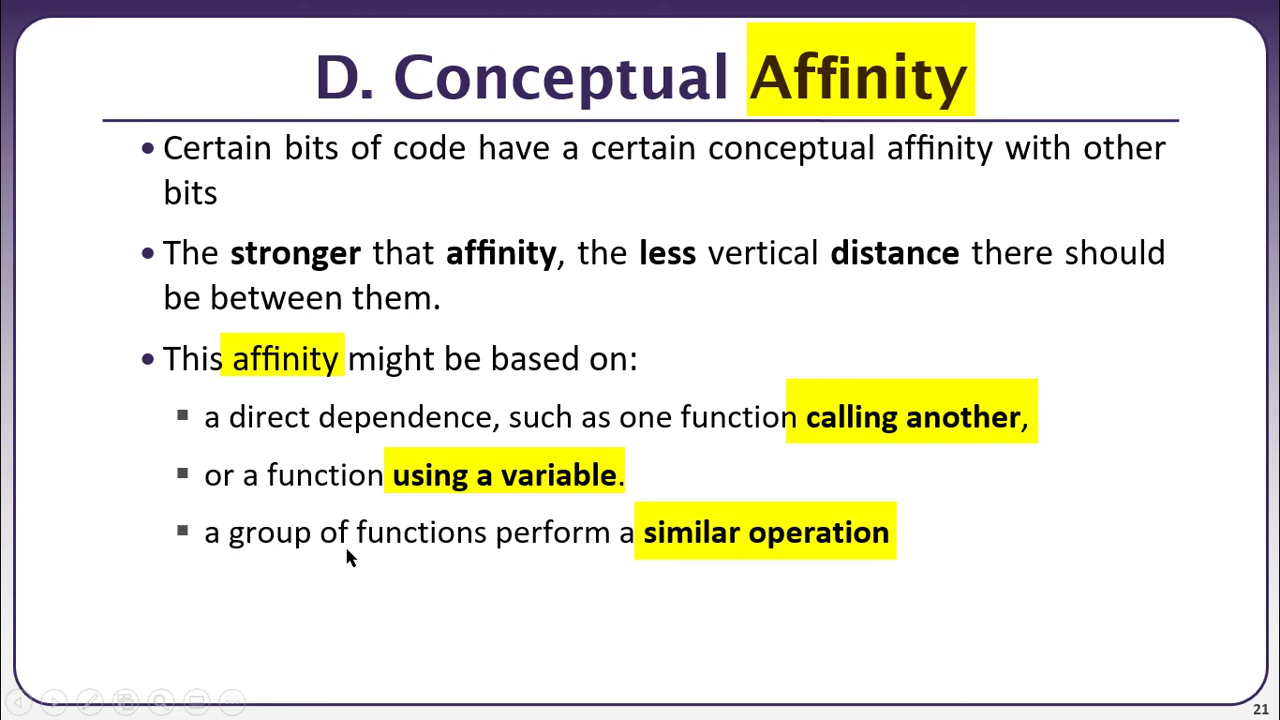 D. Conceptual Affinity
• Certain bits of code have a certain conceptual affinity with other
bits
• The stronger that affinity, the less vertical distance there should
be between them.
• This affinity might be based on:
▪ a direct dependence, such as one function calling another,
▪ or a function using a variable.
▪ a group of functions perform a similar operation
21